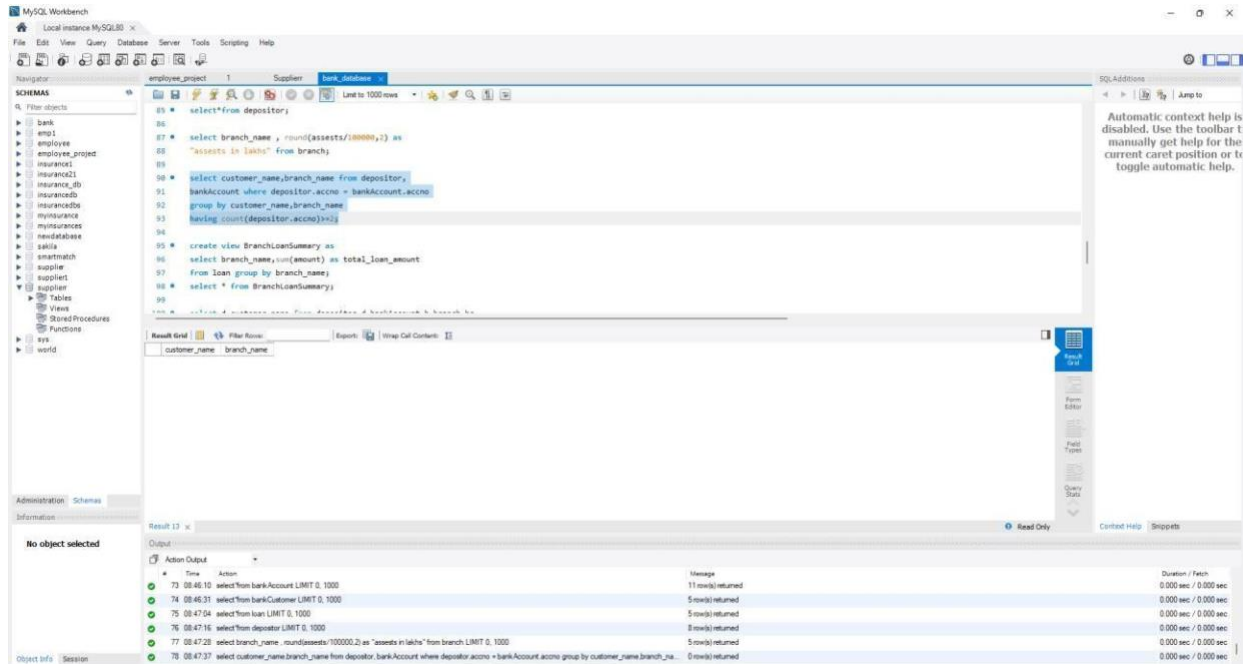 MySQL Workbench
Local instance MySQL80 ×
File Edit View Query Database Server Tools Scripting Help
Navigator
SCHEMAS
Filter objects
bank
emp1
employee
employee_project
insurance1
insurance21
insurance_db
insurancedb
insurancedbs
myinsurance
myinsurances
newdatabase
sakila
smartmatch
supplier
suppliert
supplierr
Tables
Views
Stored Procedures
Functions
sys
world
Administration Schemas
Information
No object selected
Object Info Session
employee_project 1 Supplierr bank_database ×
Limit to 1000 rows
85 select*from depositor;
86
87 select branch_name , round(assests/100000,2) as
88 "assests in lakhs" from branch;
89
90 select customer_name,branch_name from depositor,
91 bankAccount where depositor.accno = bankAccount.accno
92 group by customer_name,branch_name
93 having count(depositor.accno)>=2;
94
95 create view BranchLoanSummary as
96 select branch_name,sum(amount) as total_loan_amount
97 from loan group by branch_name;
98 select * from BranchLoanSummary;
99
Result Grid Filter Rows: Export: Wrap Cell Content:
customer_name branch_name
Result Grid
Form Editor
Field Types
Query Stats
Result 13 ×
Read Only
SQLAdditions
Jump to
Automatic context help is
disabled. Use the toolbar t
manually get help for the
current caret position or to
toggle automatic help.
Context Help Snippets
Output
Action Output
# Time Action Message Duration / Fetch
73 08:46:10 select*from bankAccount LIMIT 0, 1000 11 row(s) returned 0.000 sec / 0.000 sec
74 08:46:31 select*from bankCustomer LIMIT 0, 1000 5 row(s) returned 0.000 sec / 0.000 sec
75 08:47:04 select*from loan LIMIT 0, 1000 5 row(s) returned 0.000 sec / 0.000 sec
76 08:47:16 select*from depositor LIMIT 0, 1000 8 row(s) returned 0.000 sec / 0.000 sec
77 08:47:28 select branch_name , round(assests/100000,2) as "assests in lakhs" from branch LIMIT 0, 1000 5 row(s) returned 0.000 sec / 0.000 sec
78 08:47:37 select customer_name,branch_name from depositor, bankAccount where depositor.accno = bankAccount.accno group by customer_name,branch_na... 0 row(s) returned 0.000 sec / 0.000 sec